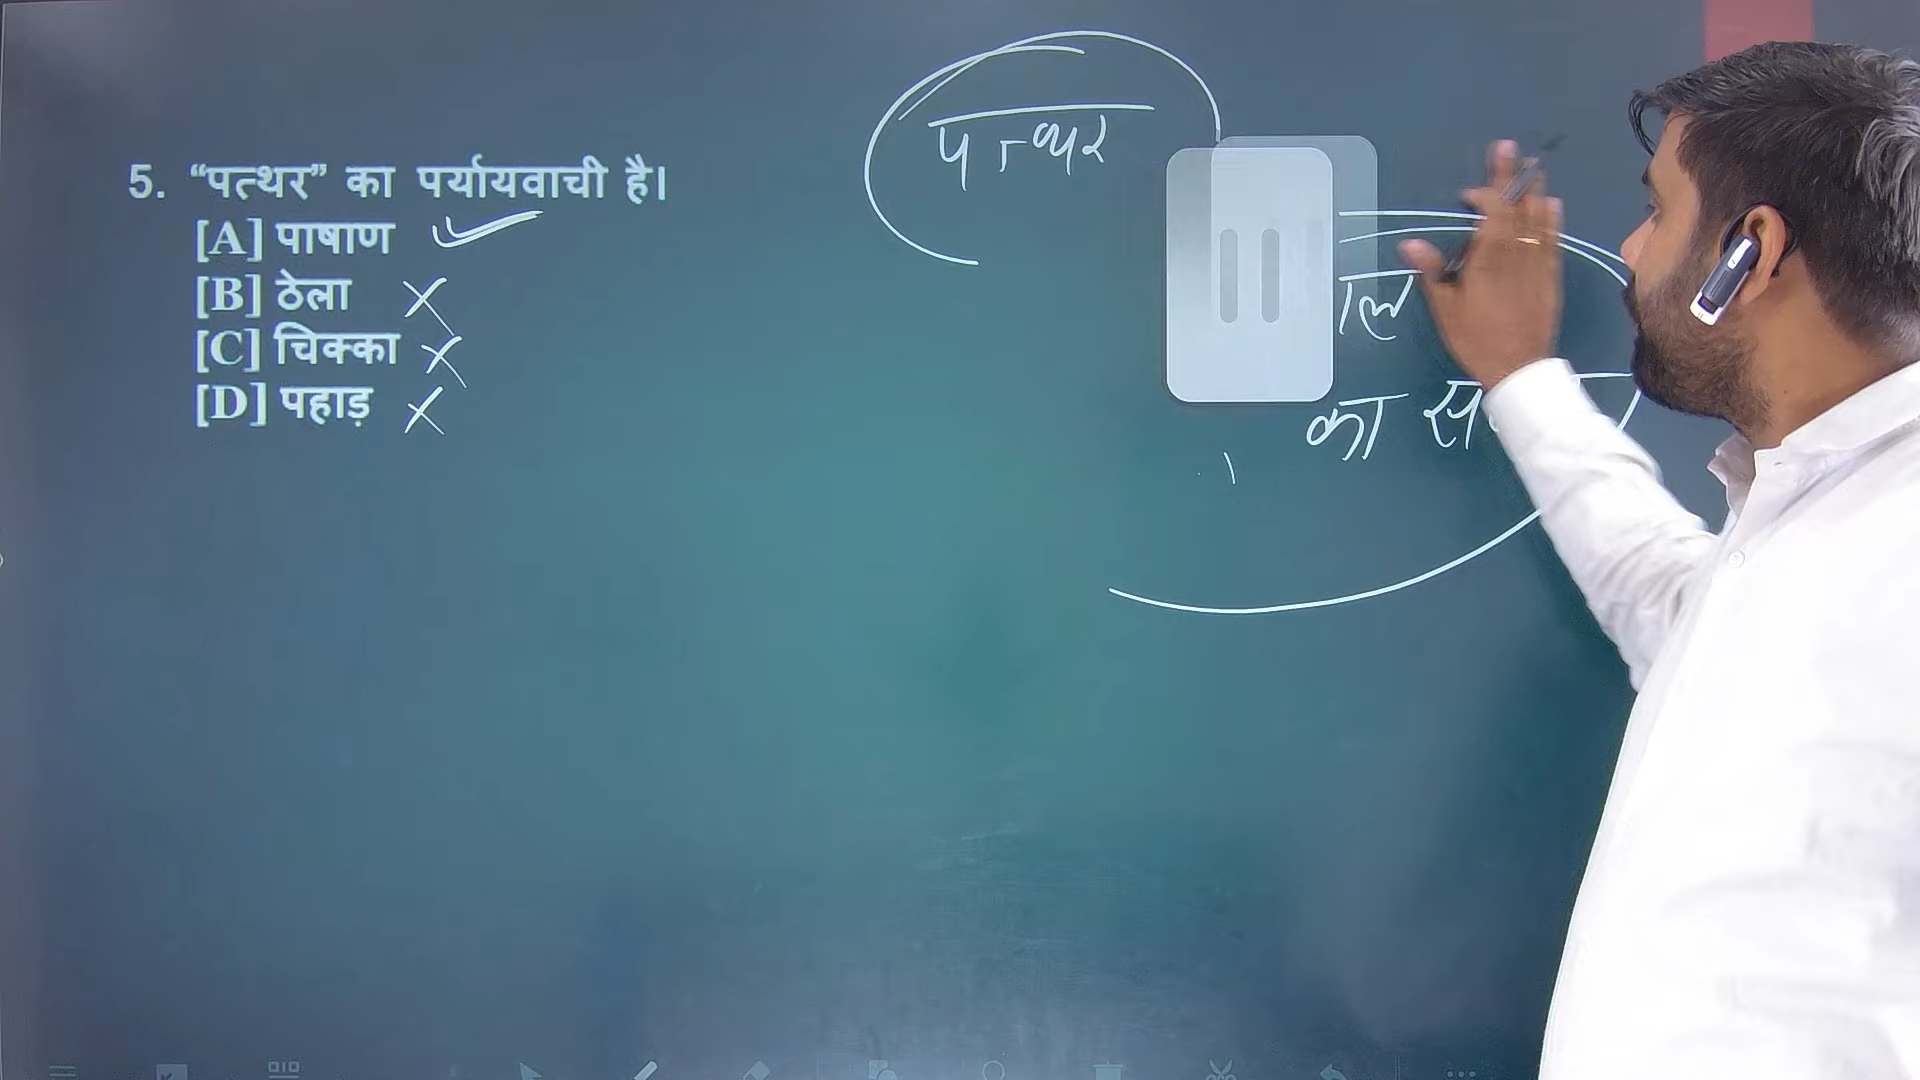 5. “पत्थर” का पर्यायवाची है।
[A] पाषाण
[B] ठेला
[C] चिक्का
[D] पहाड़
पत्थर
का